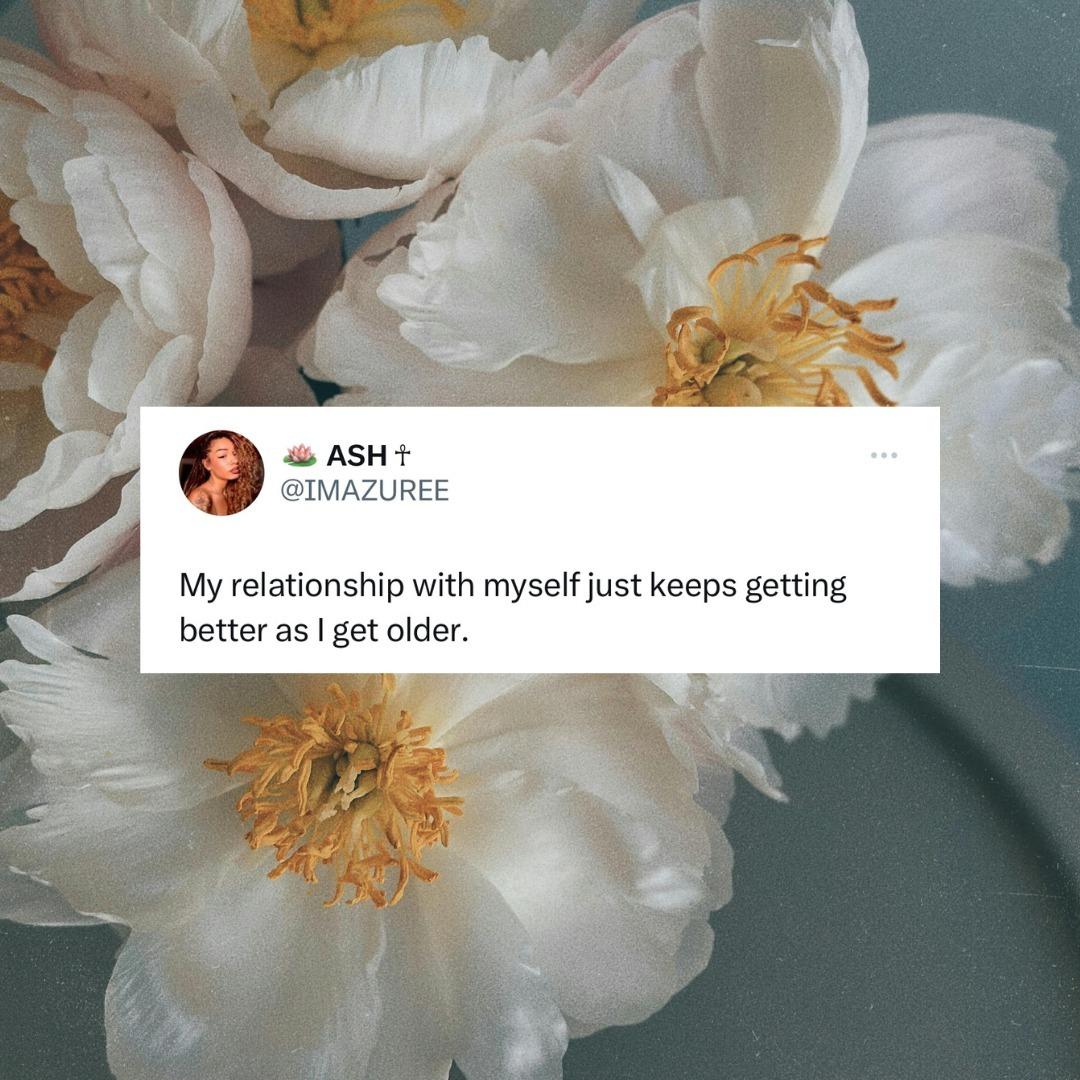 🪷 ASH ☥
@IMAZUREE
My relationship with myself just keeps getting
better as I get older.